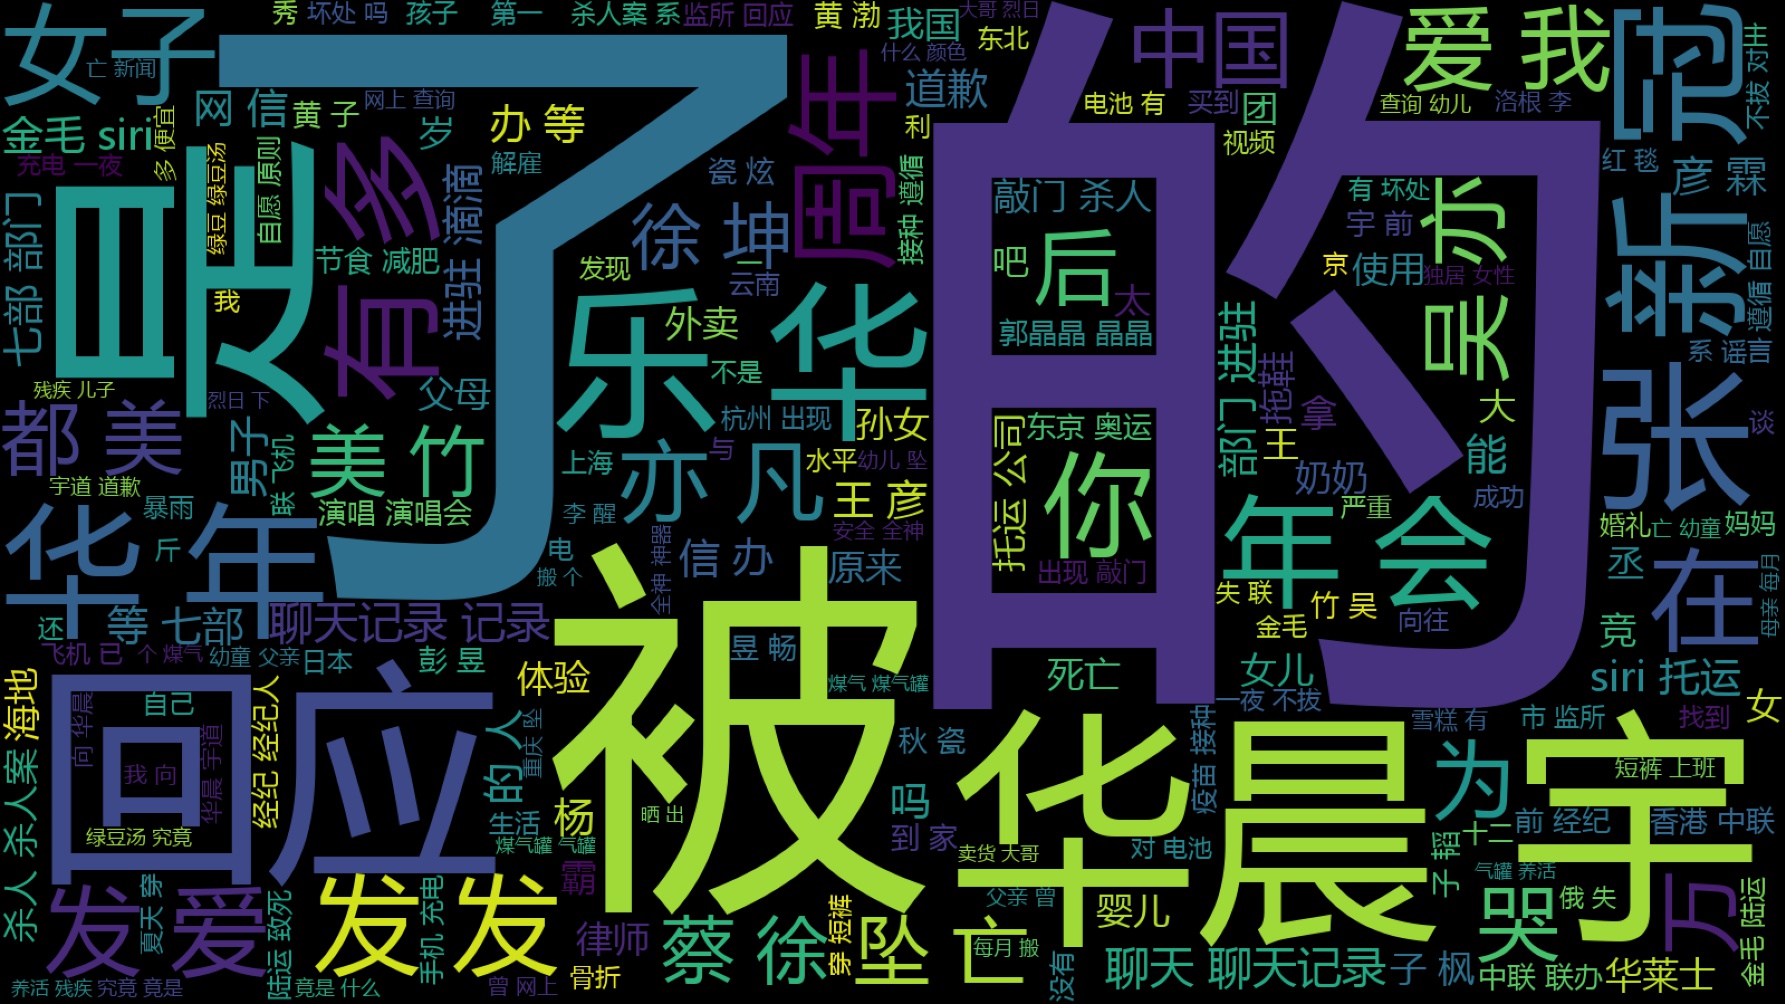 秀 坏处 吗 孩子 第一 杀人案 系 监所 回应 黄 渤 我国 大哥 烈日
女子 什么 颜色 东北 中国 爱 我 冠 对 主
亡 新闻 了 的
网 信 黄 子 网上 查询 岁 办 等 周年 道歉 电池 有 买到 团 查询 幼儿 洛根 李 不拔
金毛 siri 多 便宜 利 视频
充电 一夜 绿豆 绿豆汤 自愿 原则 有多 解雇 瓷 炫 接种 遵循 敲门 杀人 有 坏处 吴亦 红 毯 彦 霖
七部 部门 目 进驻 滴滴 徐 坤 后 吧 宇 前 新
节食 减肥 发现 一 云南 太 京 使用 独居 女性 遵循 自愿
我 乐 华 外卖 郭晶晶 晶晶 部门 进驻 系 谣言
残疾 儿子 烈日 下 父母 不是 拖鞋 大 张
都 美 男子 美 竹 杭州 出现 孙女 东京 奥运 王 拿 能 谈
联 飞机 上海 与 水平 幼儿 坠 托运 公司 你 奶奶
宇道 道歉 暴雨 演唱 演唱会 李 醒 亦 凡 王 彦 年 会 严重 成功 婚礼 亡 幼童 妈妈
华 年 斤 电 全神 神器 信 办 安全 全神 原来 丞 在
搬 个 出现 敲门 失 联 竹 吴 母亲 每月
还 等 七部 聊天记录 记录 被 金毛 向往 竞
飞机 已 个 煤气 幼童 父亲 日本 彭 昱 昱 畅 死亡 女儿 siri 托运
海地 回应 自己 经纪 经纪人 体验 煤气 煤气罐 一夜 不拔 雪糕 有 市 监所 找到 女
向 华晨 华晨 宇道 的 人 重庆 坠 秋 瓷 疫苗 接种 华晨宇
我 向 为 短裤 上班
杀人 杀人案 绿豆汤 究竟 生活 杨 晒 出 吗 到 家 对 电池 子 韬 十二 前 经纪 香港 中联
煤气罐 气罐 卖货 大哥 气罐 养活
发 爱 夏天 穿 发 发 手机 充电 霸 父亲 曾 婴儿 哭 俄 失 万
陆运 致死 律师 蔡 徐 穿 短裤 坠 亡 每月 搬 金毛 陆运
骨折 没有 聊天 聊天记录 子 枫 中联 联办 华莱士
养活 残疾 究竟 竟是 竟是 什么 曾 网上